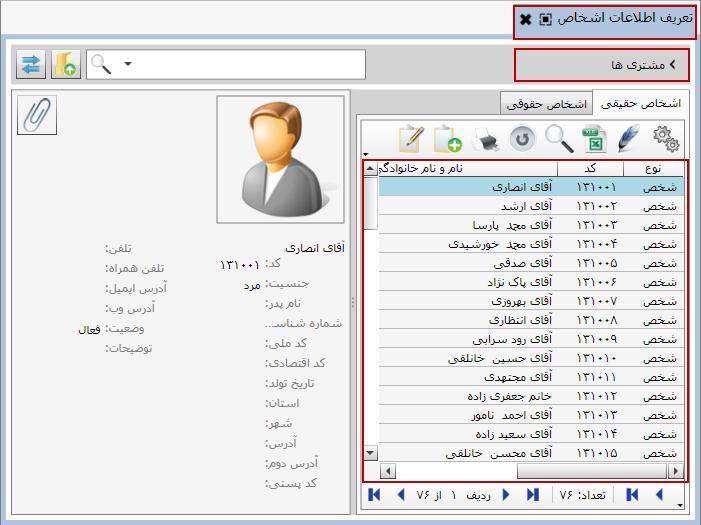 تعریف اطلاعات اشخاص
مشتری ها
اشخاص حقیقی
اشخاص حقوقی
نوع کد نام و نام خانوادگی
شخص ۱۳۱۰۰۱ آقای انصاری
شخص ۱۳۱۰۰۲ آقای ارشد
شخص ۱۳۱۰۰۳ آقای محمد پارسا
شخص ۱۳۱۰۰۴ آقای محمد خورشیدی
شخص ۱۳۱۰۰۵ آقای صدقی
شخص ۱۳۱۰۰۶ آقای پاک نژاد
شخص ۱۳۱۰۰۷ آقای بهروزی
شخص ۱۳۱۰۰۸ آقای انتظاری
شخص ۱۳۱۰۰۹ آقای رود سرابی
شخص ۱۳۱۰۱۰ آقای حسین خانلقی
شخص ۱۳۱۰۱۱ آقای مجتهدی
شخص ۱۳۱۰۱۲ خانم جعفری زاده
شخص ۱۳۱۰۱۳ آقای احمد نامور
شخص ۱۳۱۰۱۴ آقای سعید زاده
شخص ۱۳۱۰۱۵ آقای محسن خانلقی
تعداد: ۷۶ ردیف ۱ از ۷۶
آقای انصاری
کد: ۱۳۱۰۰۱
جنسیت: مرد
نام پدر:
شماره شناسـ...
کد ملی:
کد اقتصادی:
تاریخ تولد:
استان:
شهر:
آدرس:
آدرس دوم:
کد پستی:
تلفن:
تلفن همراه:
آدرس ایمیل:
آدرس وب:
وضعیت: فعال
توضیحات: